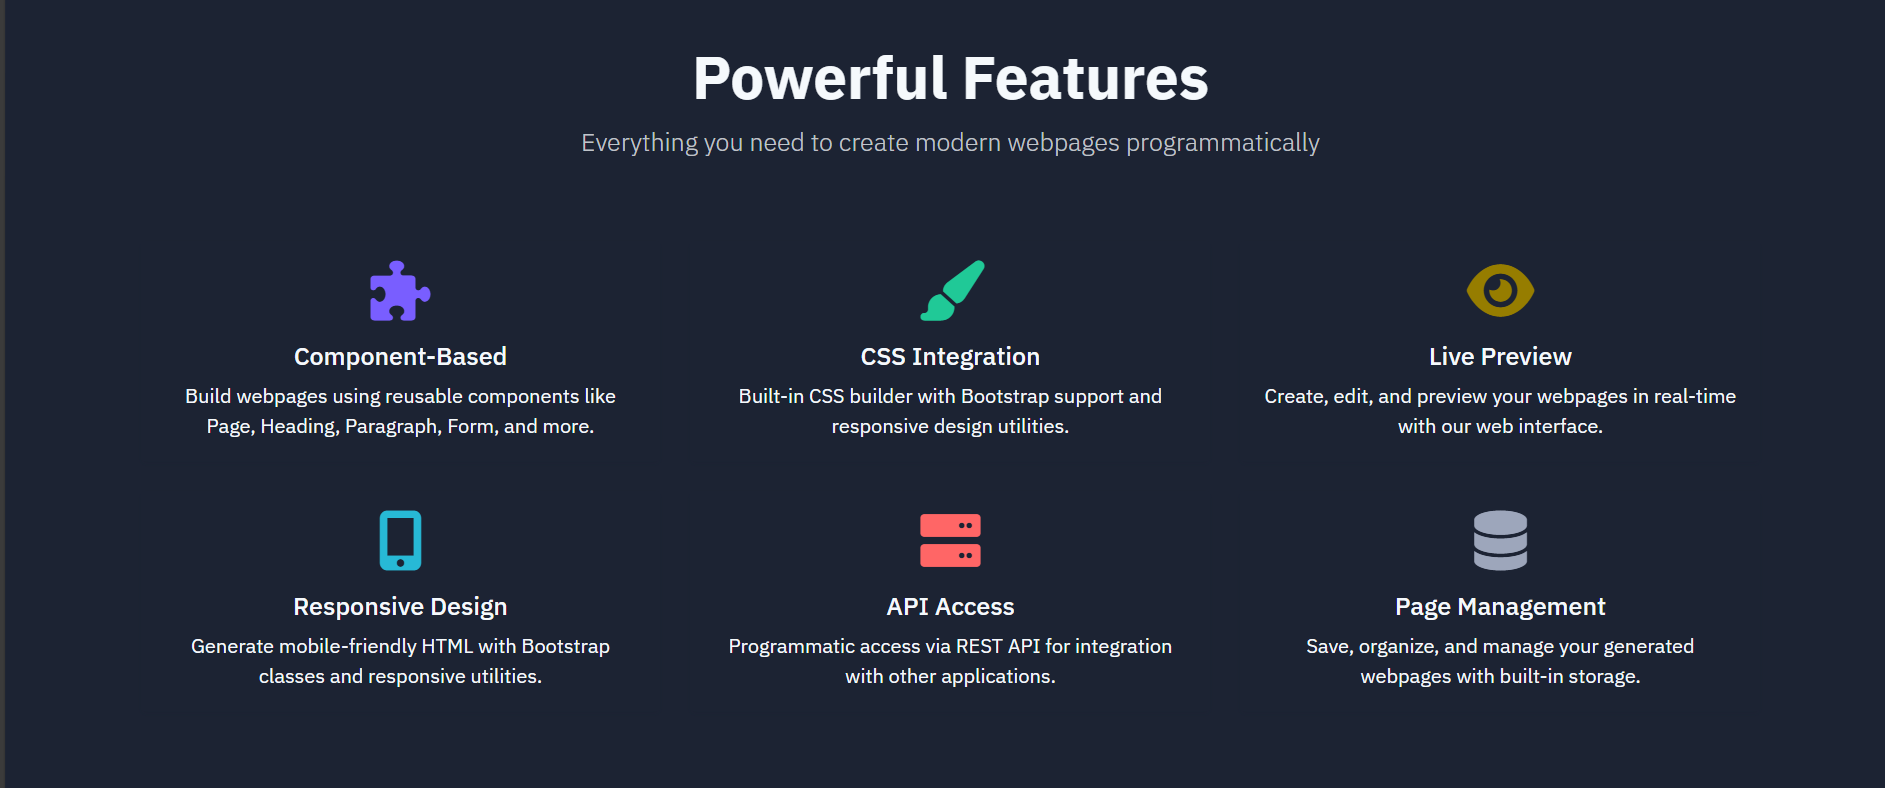 Powerful Features
Everything you need to create modern webpages programmatically
Component-Based
Build webpages using reusable components like
Page, Heading, Paragraph, Form, and more.
CSS Integration
Built-in CSS builder with Bootstrap support and
responsive design utilities.
Live Preview
Create, edit, and preview your webpages in real-time
with our web interface.
Responsive Design
Generate mobile-friendly HTML with Bootstrap
classes and responsive utilities.
API Access
Programmatic access via REST API for integration
with other applications.
Page Management
Save, organize, and manage your generated
webpages with built-in storage.